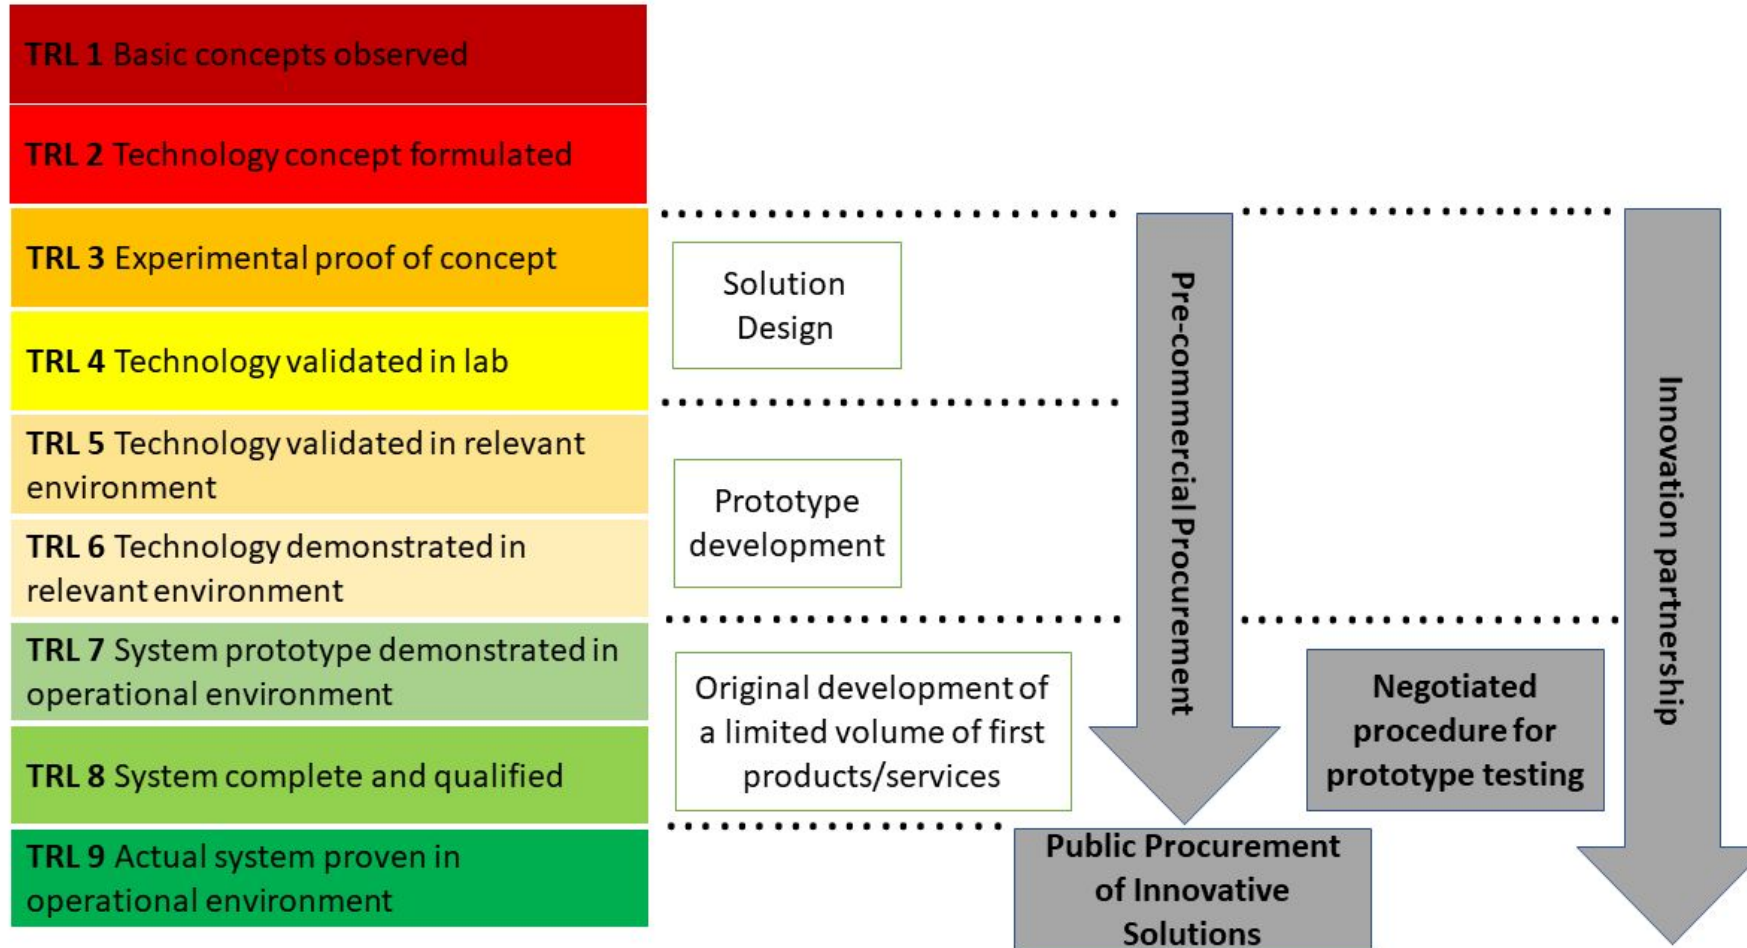 TRL 1 Basic concepts observed
TRL 2 Technology concept formulated
TRL 3 Experimental proof of concept
TRL 4 Technology validated in lab
TRL 5 Technology validated in relevant
environment
TRL 6 Technology demonstrated in
relevant environment
TRL 7 System prototype demonstrated in
operational environment
TRL 8 System complete and qualified
TRL 9 Actual system proven in
operational environment
Solution
Design
Prototype
development
Original development of
a limited volume of first
products/services
Pre-commercial Procurement
Public Procurement
of Innovative
Solutions
Negotiated
procedure for
prototype testing
Innovation partnership